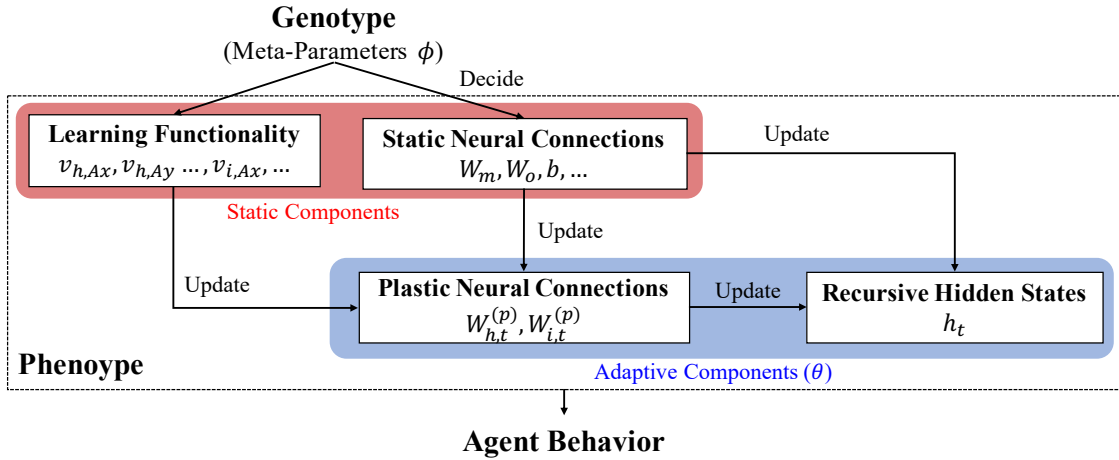 Genotype
(Meta-Parameters ϕ)
Decide
Learning Functionality
v_{h,Ax}, v_{h,Ay} ..., v_{i,Ax}, ...
Static Neural Connections
W_m, W_o, b, ...
Update
Static Components
Update
Update
Plastic Neural Connections
W_{h,t}^{(p)}, W_{i,t}^{(p)}
Update
Recursive Hidden States
h_t
Phenoype
Adaptive Components (θ)
Agent Behavior